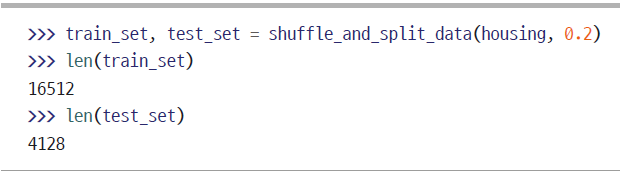 >>> train_set, test_set = shuffle_and_split_data(housing, 0.2)
>>> len(train_set)
16512
>>> len(test_set)
4128